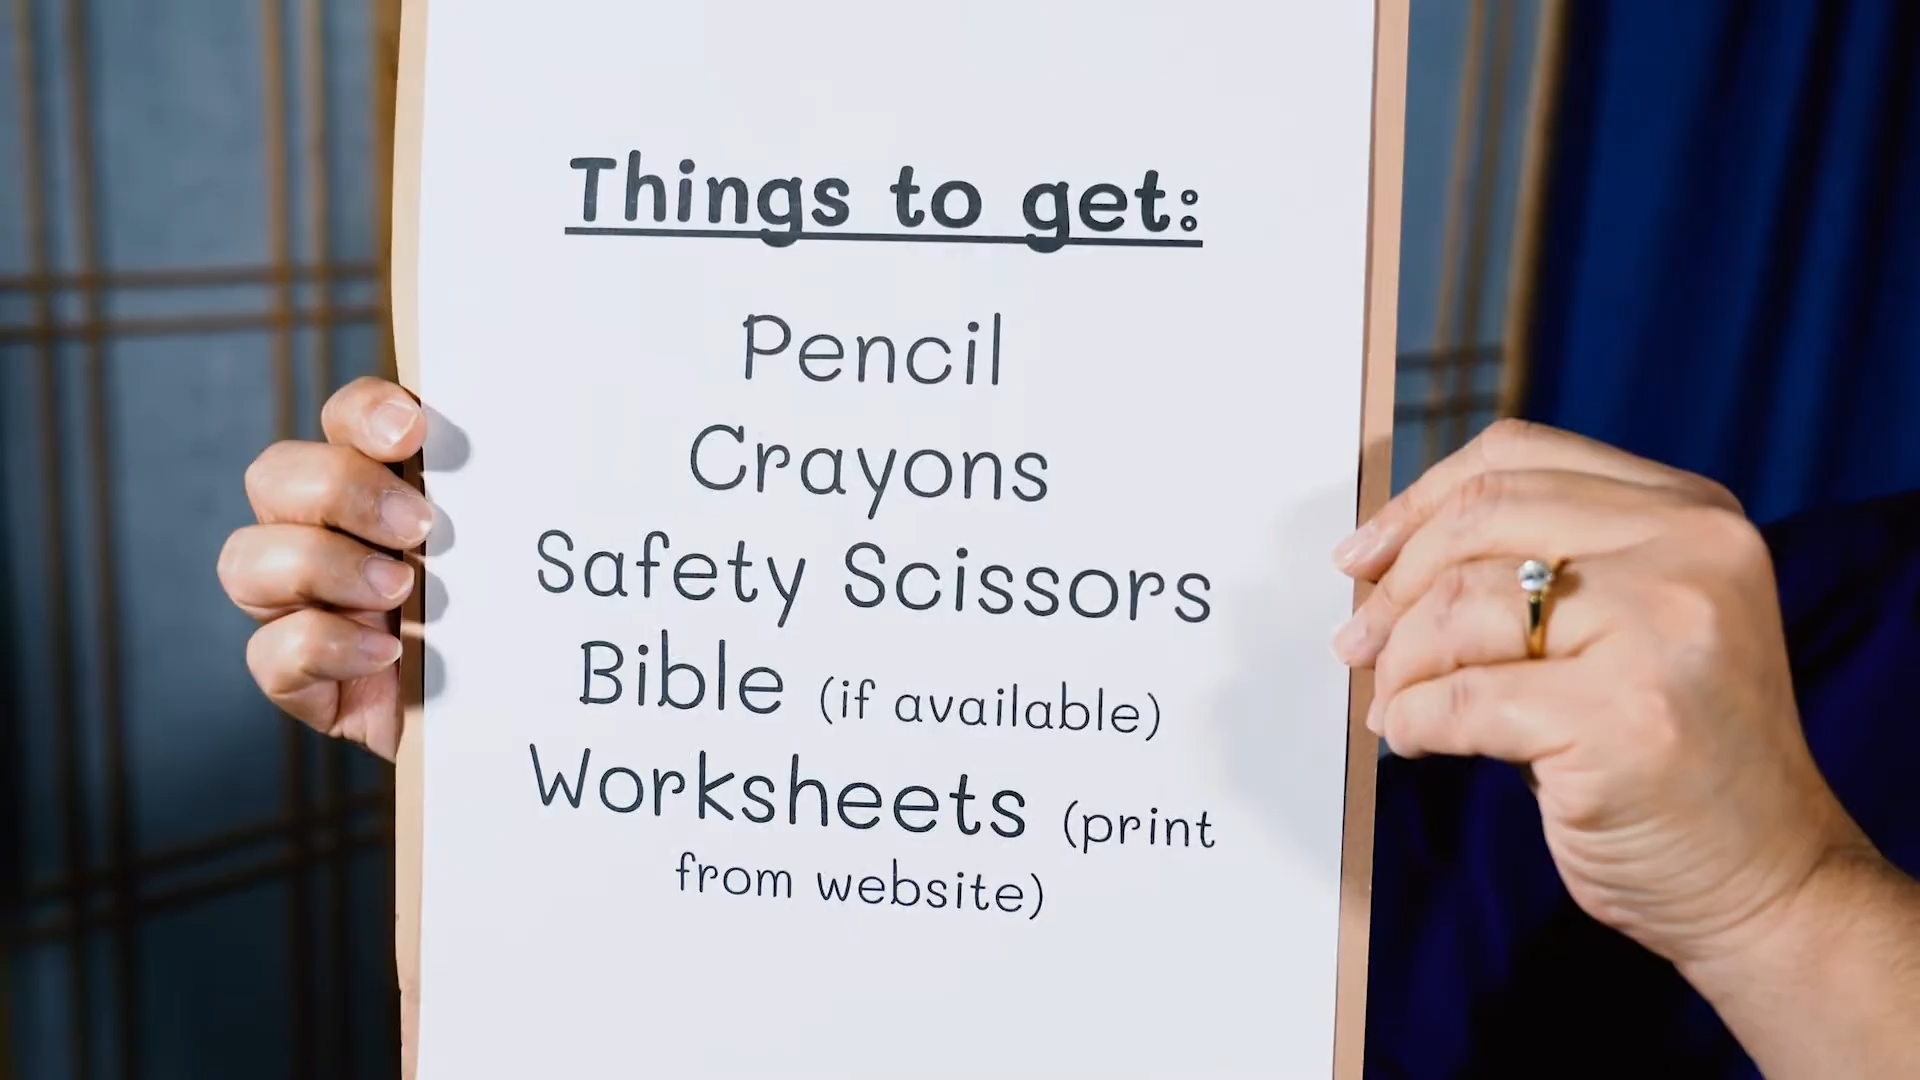 Things to get:
Pencil
Crayons
Safety Scissors
Bible (if available)
Worksheets (print
from website)